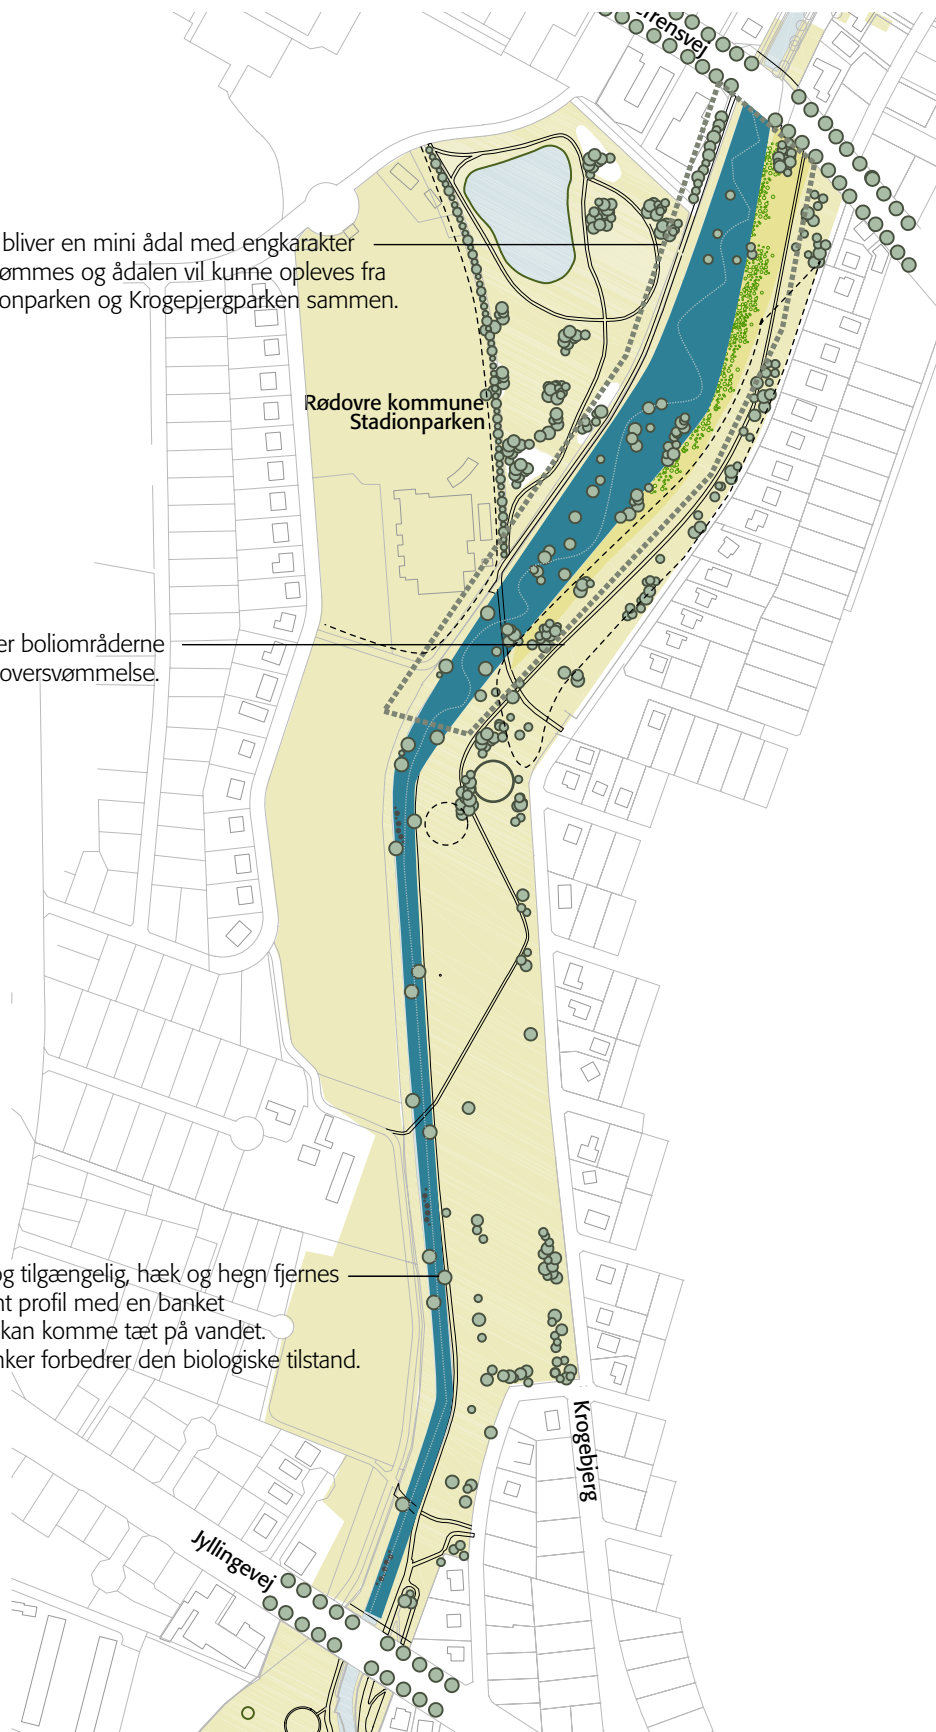 bliver en mini ådal med engkarakter
ømmes og ådalen vil kunne opleves fra
onparken og Krogepjergparken sammen.
Rødovre kommune
Stadionparken
er boliområderne
oversvømmelse.
og tilgængelig, hæk og hegn fjernes
nt profil med en banket
kan komme tæt på vandet.
nker forbedrer den biologiske tilstand.
Krogebjerg
Jyllingevej